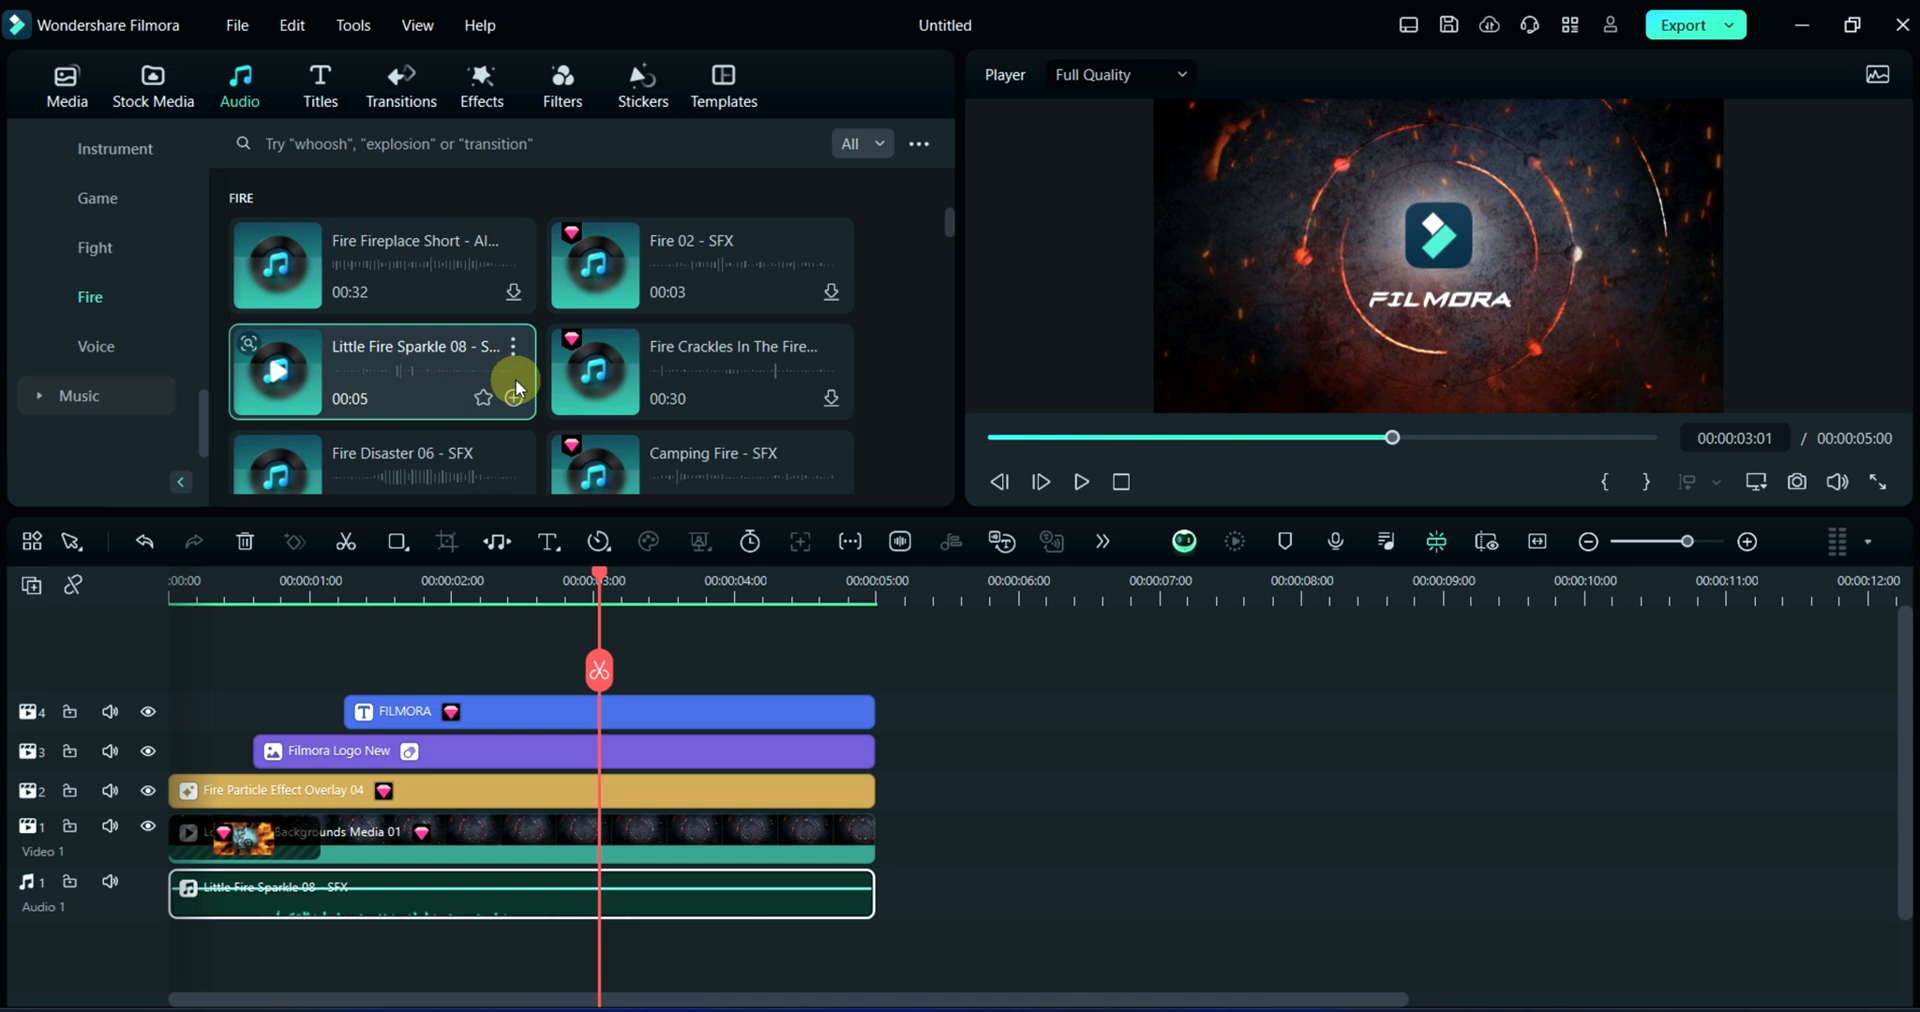 Wondershare Filmora File Edit Tools View Help Untitled Export
Media Stock Media Audio Titles Transitions Effects Filters Stickers Templates
Player Full Quality
Instrument
Game
Fight
Fire
Voice
Music
Try "whoosh", "explosion" or "transition" All
FIRE
Fire Fireplace Short - Al...
00:32
Fire 02 - SFX
00:03
Little Fire Sparkle 08 - S...
00:05
Fire Crackles In The Fire...
00:30
Fire Disaster 06 - SFX
Camping Fire - SFX
FILMORA
00:00:03:01 / 00:00:05:00
:00:00 00:00:01:00 00:00:02:00 00:00:03:00 00:00:04:00 00:00:05:00 00:00:06:00 00:00:07:00 00:00:08:00 00:00:09:00 00:00:10:00 00:00:11:00 00:00:12:00
4 T FILMORA
3 Filmora Logo New
2 Fire Particle Effect Overlay 04
1 Backgrounds Media 01
Video 1
1 Little Fire Sparkle 08 - SFX
Audio 1